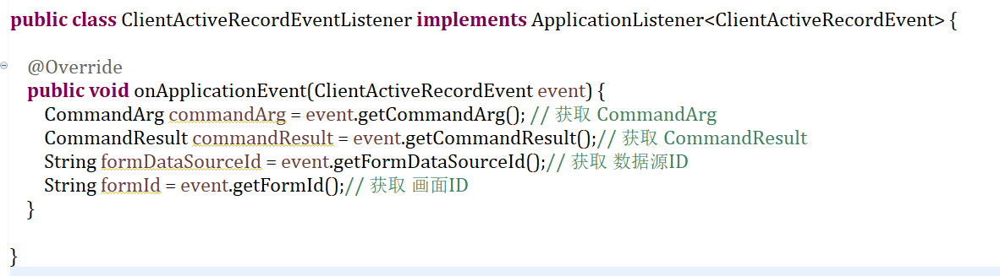 public class ClientActiveRecordEventListener implements ApplicationListener<ClientActiveRecordEvent> {
@Override
public void onApplicationEvent(ClientActiveRecordEvent event) {
CommandArg commandArg = event.getCommandArg(); // 获取 CommandArg
CommandResult commandResult = event.getCommandResult();// 获取 CommandResult
String formDataSourceId = event.getFormDataSourceId();// 获取 数据源ID
String formId = event.getFormId();// 获取 画面ID
}
}